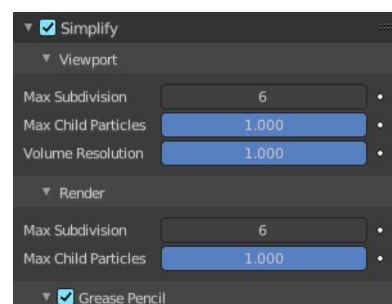 Simplify
Viewport
Max Subdivision 6
Max Child Particles 1.000
Volume Resolution 1.000
Render
Max Subdivision 6
Max Child Particles 1.000
Grease Pencil